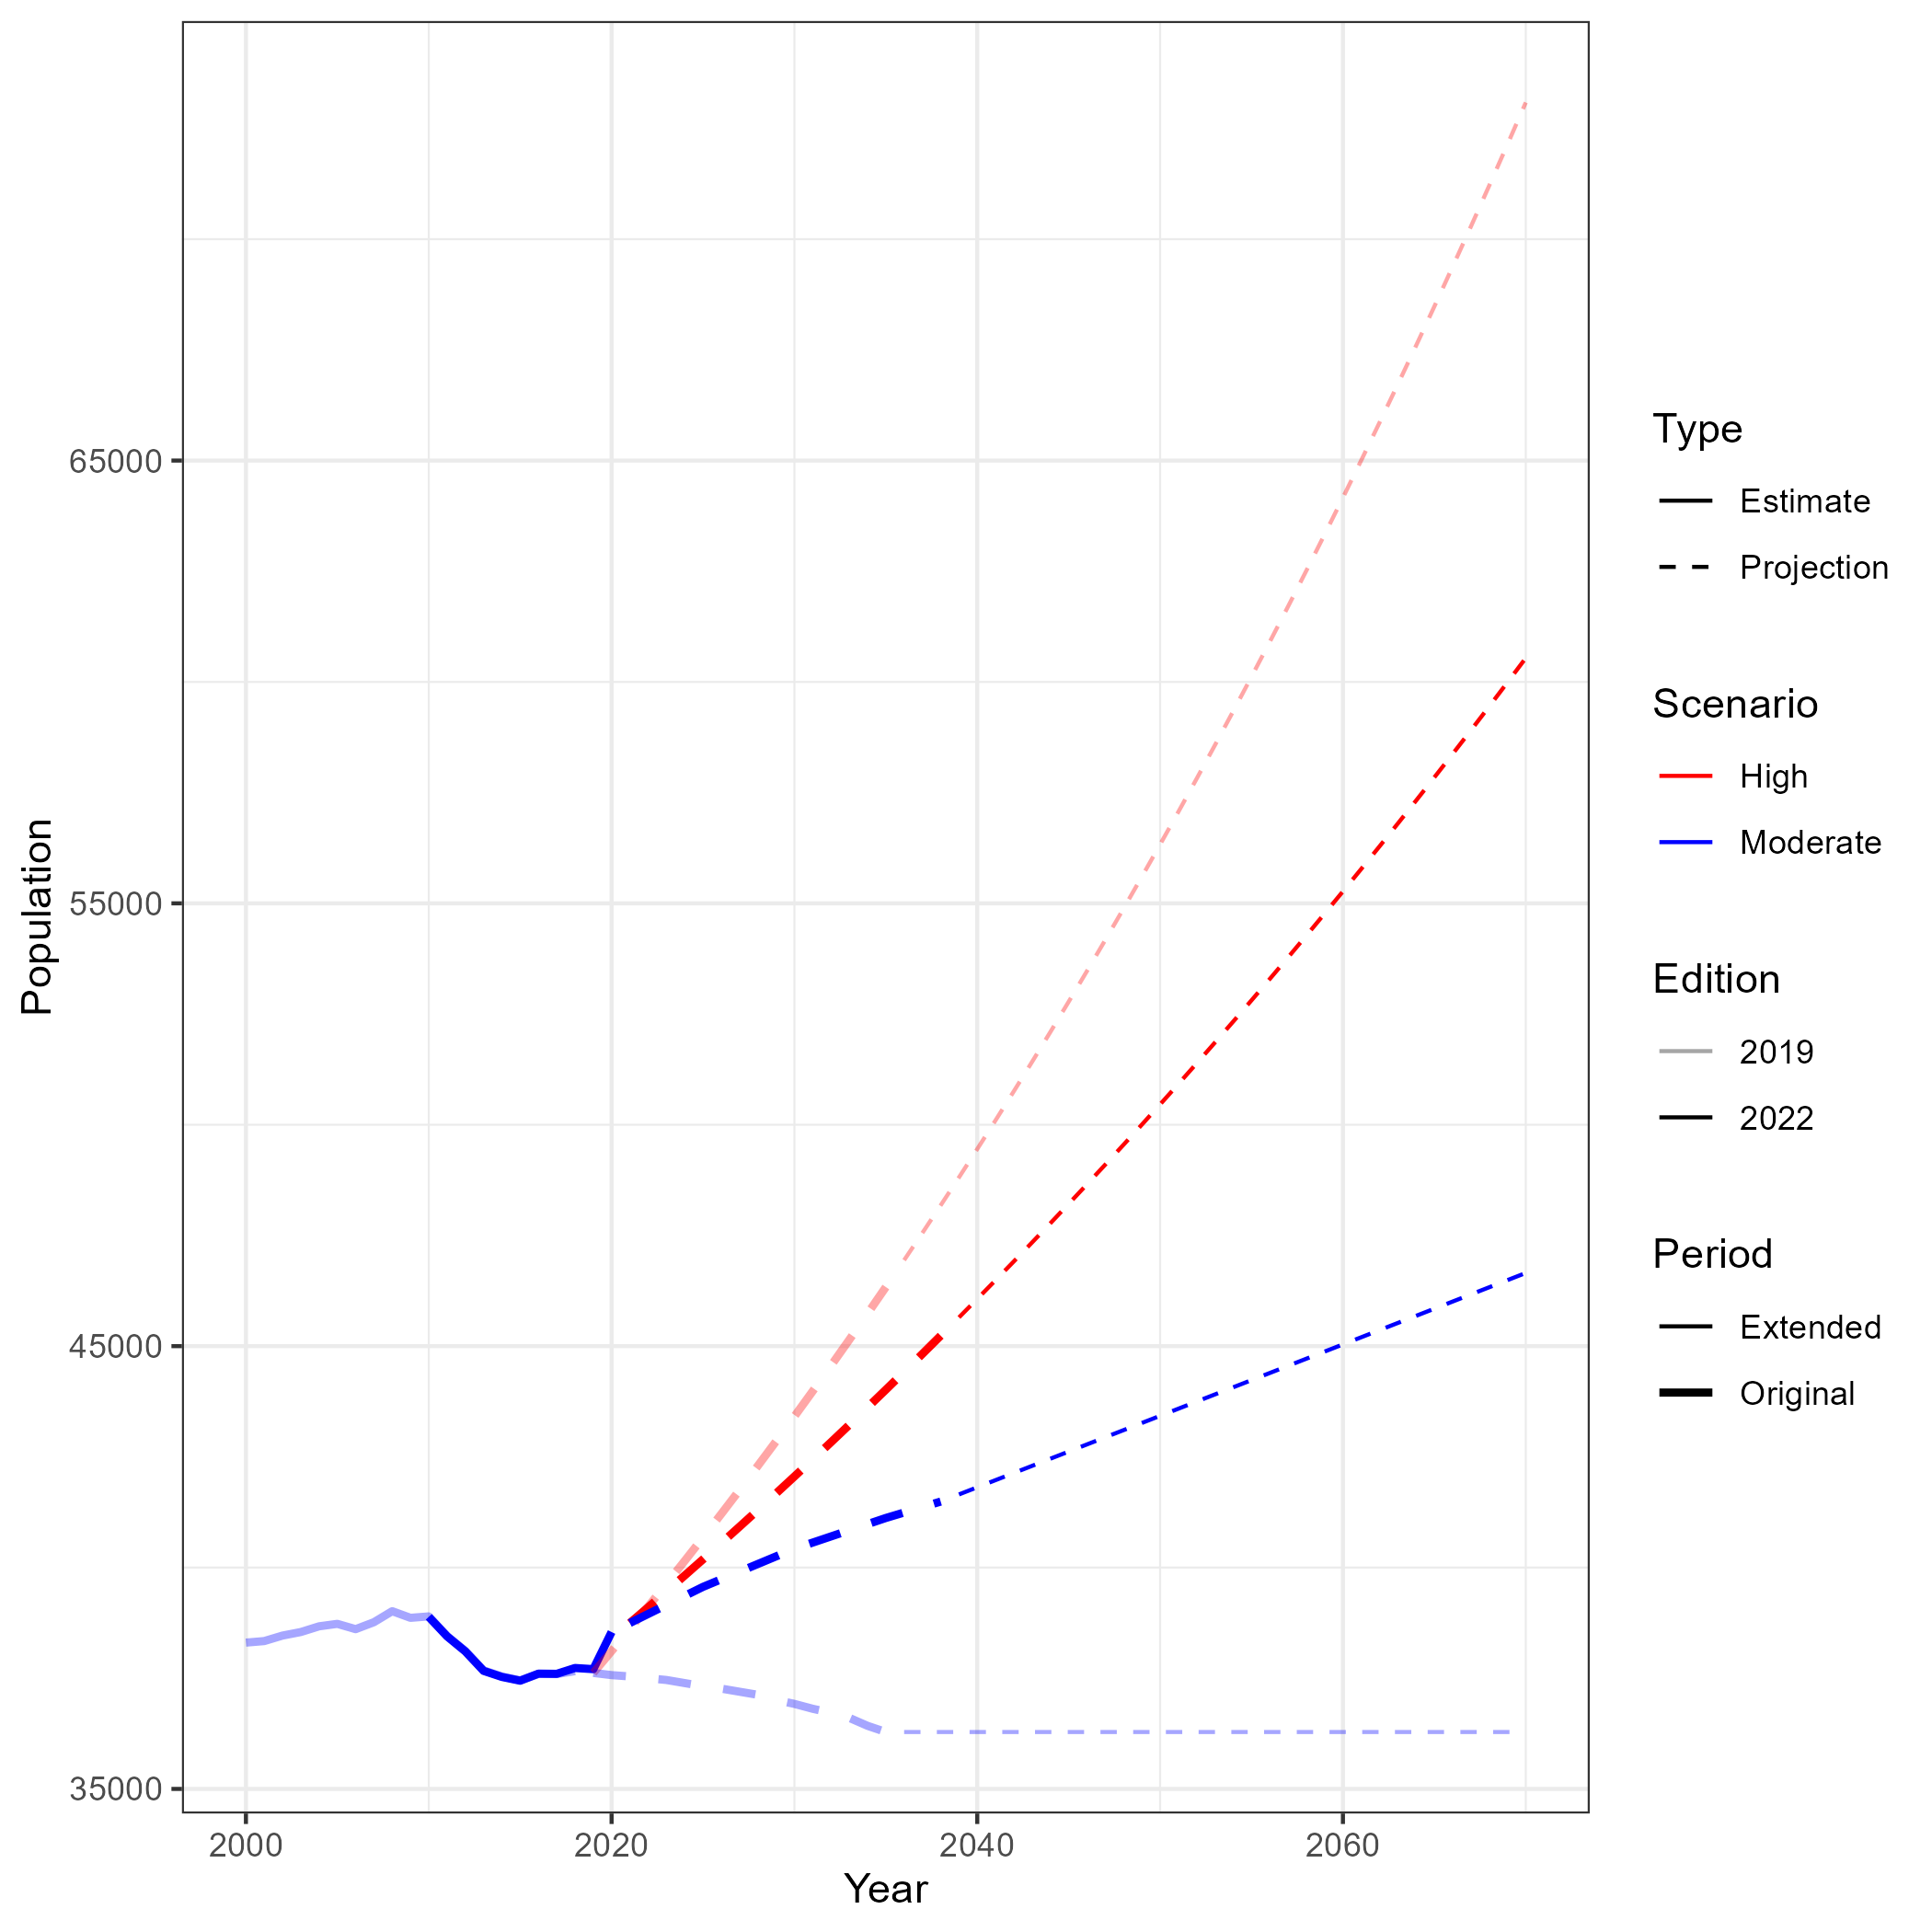 65000
55000
45000
35000
Population
2000
2020
2040
2060
Year
Type
Estimate
Projection
Scenario
High
Moderate
Edition
2019
2022
Period
Extended
Original